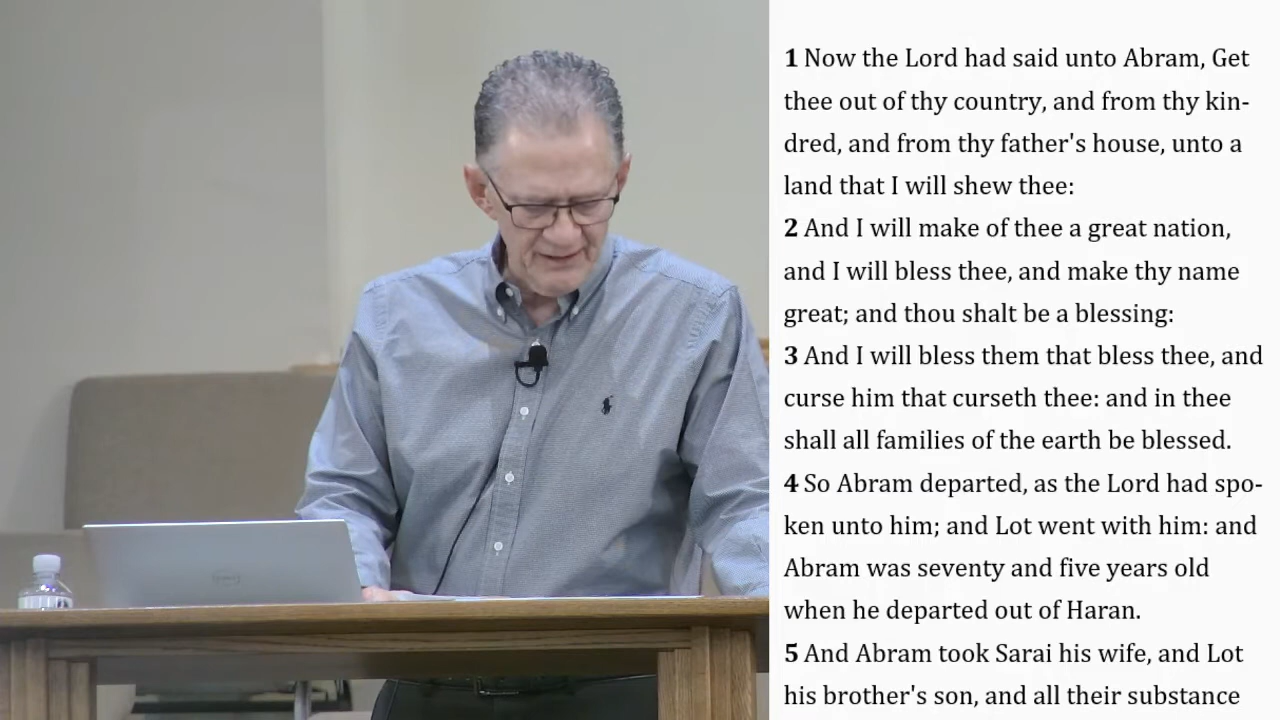 1 Now the Lord had said unto Abram, Get
thee out of thy country, and from thy kin-
dred, and from thy father's house, unto a
land that I will shew thee:
2 And I will make of thee a great nation,
and I will bless thee, and make thy name
great; and thou shalt be a blessing:
3 And I will bless them that bless thee, and
curse him that curseth thee: and in thee
shall all families of the earth be blessed.
4 So Abram departed, as the Lord had spo-
ken unto him; and Lot went with him: and
Abram was seventy and five years old
when he departed out of Haran.
5 And Abram took Sarai his wife, and Lot
his brother's son, and all their substance